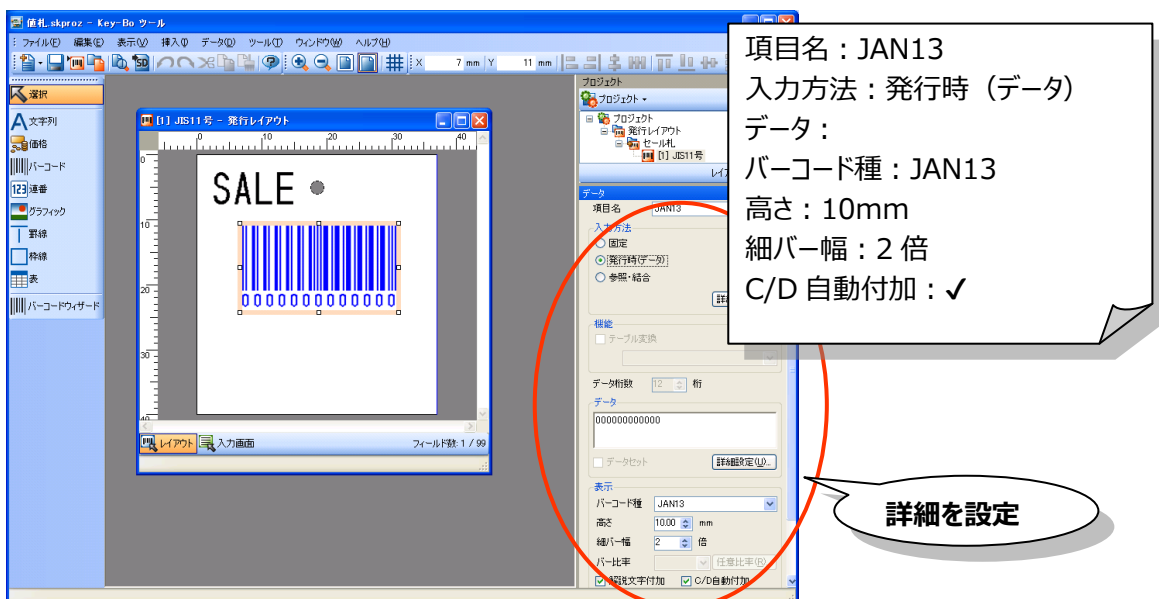 値札.skproz - Key-Bo ツール
ファイル(F) 編集(E) 表示(V) 挿入(I) データ(D) ツール(T) ウィンドウ(W) ヘルプ(H)
X 7 mm Y 11 mm
選択
文字列
価格
バーコード
123 連番
グラフィック
罫線
枠線
表
バーコードウィザード
[1] JIS11号 - 発行レイアウト
0 10 20 30 40
0
10
20
30
40
SALE
000000000000
レイアウト 入力画面 フィールド数: 1 / 99
プロジェクト
プロジェクト
プロジェクト
発行レイアウト
セール札
[1] JIS11号
データ
項目名 JAN13
入力方法
固定
発行時(データ)
参照・結合
機能
テーブル変換
データ桁数 12 桁
データ
000000000000
データセット 詳細設定(U)...
表示
バーコード種 JAN13
高さ 10.00 mm
細バー幅 2 倍
バー比率 任意比率(R)
解説文字付加 C/D自動付加
項目名：JAN13
入力方法：発行時（データ）
データ：
バーコード種：JAN13
高さ：10mm
細バー幅：2 倍
C/D 自動付加：✔
詳細を設定